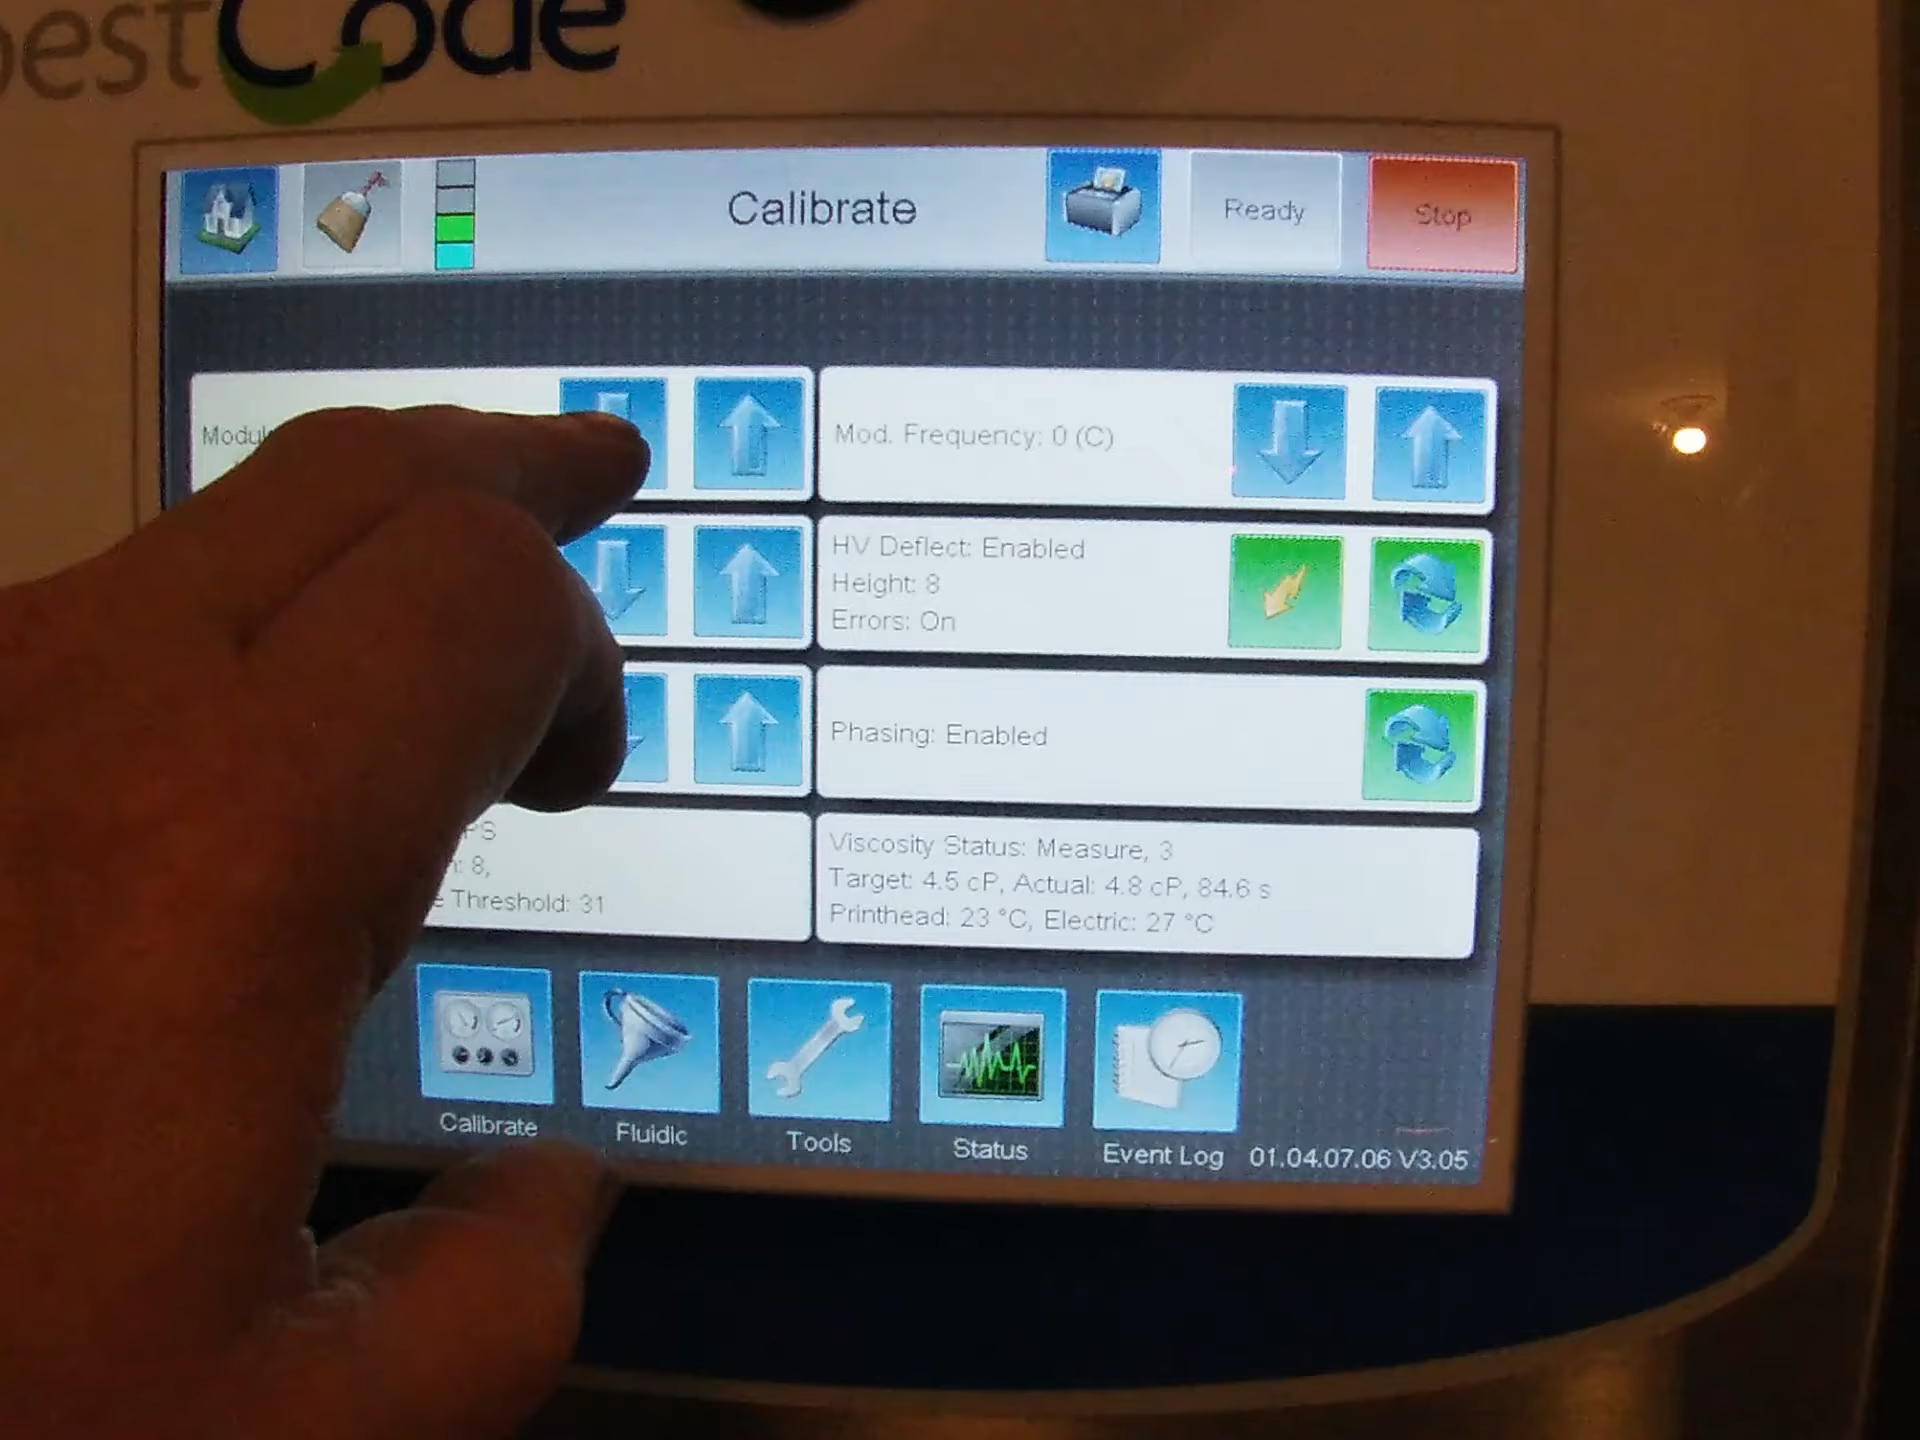 bestCode
Calibrate
Ready
Stop
Mod. Frequency: 0 (C)
HV Deflect: Enabled
Height: 8
Errors: On
Phasing: Enabled
8,
Threshold: 31
Viscosity Status: Measure, 3
Target: 4.5 cP, Actual: 4.8 cP, 84.6 s
Printhead: 23 °C, Electric: 27 °C
Calibrate
Fluidic
Tools
Status
Event Log
01.04.07.06 V3.05